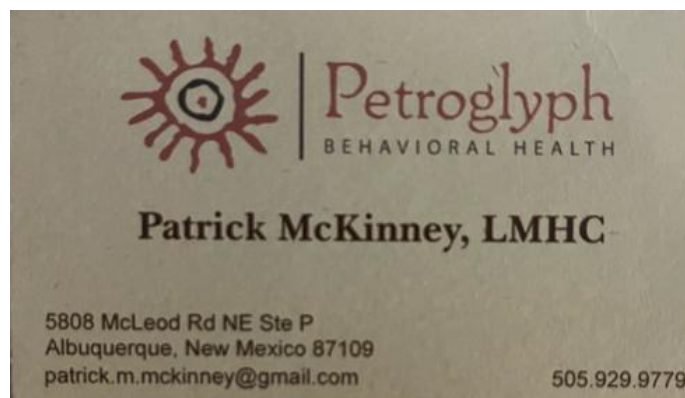 Petroglyph
BEHAVIORAL HEALTH
Patrick McKinney, LMHC
5808 McLeod Rd NE Ste P
Albuquerque, New Mexico 87109
patrick.m.mckinney@gmail.com
505.929.9779